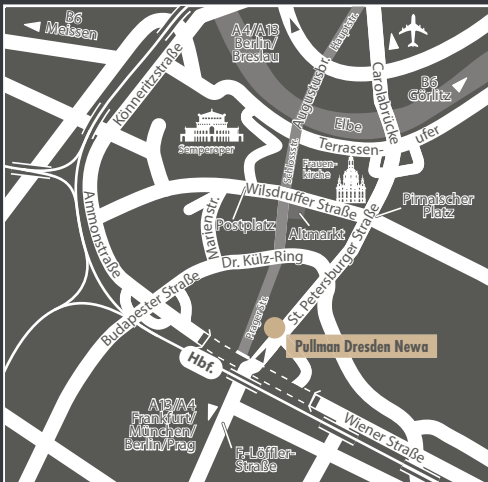 B6
Meissen
A4/A13
Berlin/
Breslau
Hauptstr.
Könneritzstraße
Augustusbr.
Carolabrücke
B6
Görlitz
Elbe
Terrassen-
ufer
Semperoper
Schlossstr.
Frauen-
kirche
Wilsdruffer Straße
Pirnaischer
Platz
Ammonstraße
Marienstr.
Postplatz
Altmarkt
Dr. Külz-Ring
St. Petersburger Straße
Budapester Straße
Prager Str.
Pullman Dresden Newa
Hbf.
A13/A4
Frankfurt/
München/
Berlin/Prag
F.-Löffler-
Straße
Wiener Straße